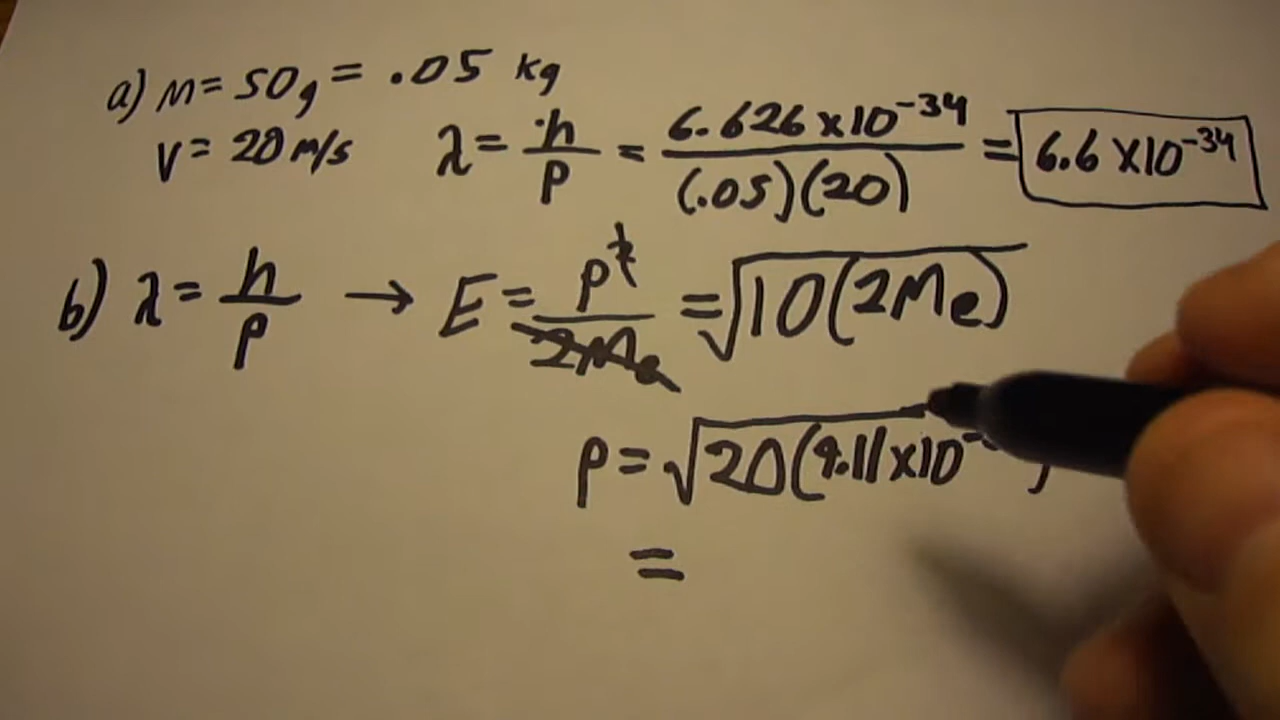 a) m = 50g = .05 kg
v = 20 m/s λ = h/p = 6.626 x 10^-34 / (.05)(20) = 6.6 x 10^-34
b) λ = h/p → E = p^2/2Me = √10(2Me)
p = √20(9.11 x 10^-
=